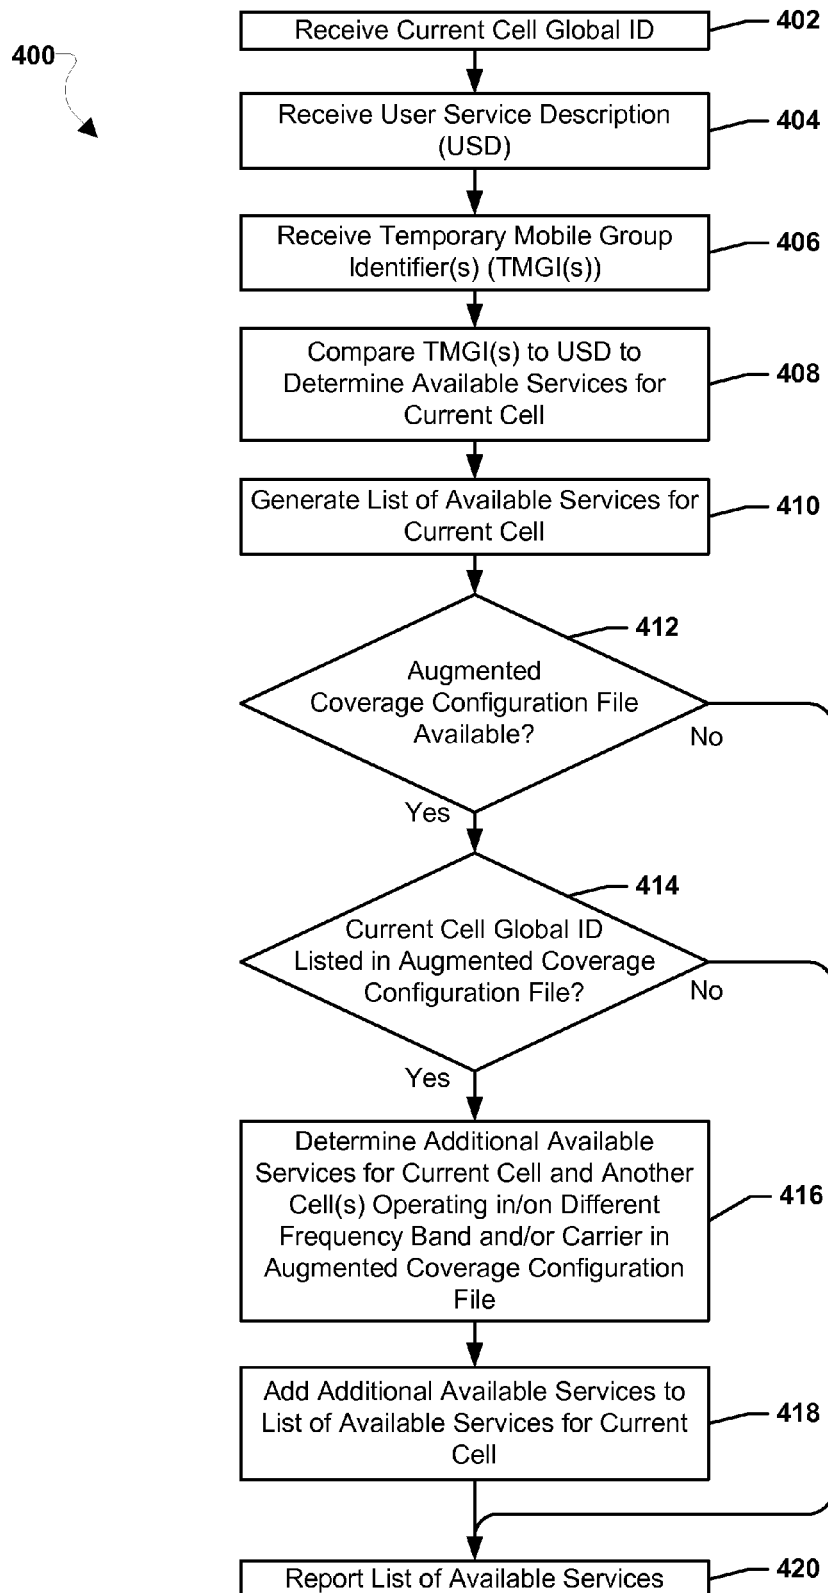 400
Receive Current Cell Global ID
402
Receive User Service Description
(USD)
404
Receive Temporary Mobile Group
Identifier(s) (TMGI(s))
406
Compare TMGI(s) to USD to
Determine Available Services for
Current Cell
408
Generate List of Available Services for
Current Cell
410
Augmented
Coverage Configuration File
Available?
412
No
Yes
Current Cell Global ID
Listed in Augmented Coverage
Configuration File?
414
No
Yes
Determine Additional Available
Services for Current Cell and Another
Cell(s) Operating in/on Different
Frequency Band and/or Carrier in
Augmented Coverage Configuration
File
416
Add Additional Available Services to
List of Available Services for Current
Cell
418
Report List of Available Services
420